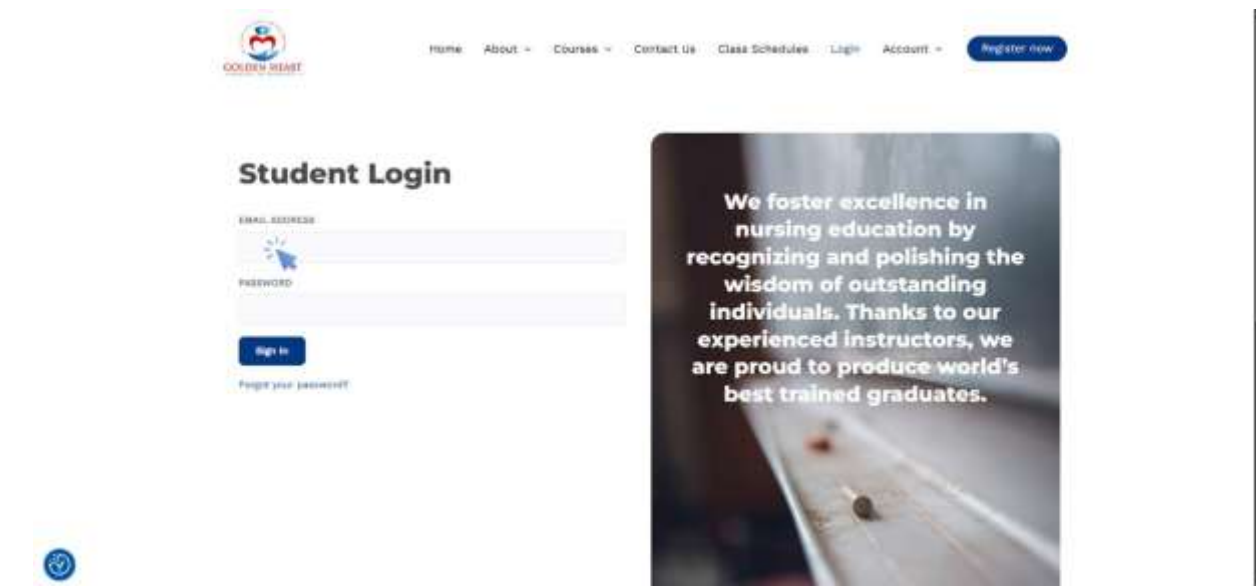 GOLDEN HEART
Home About Courses Contact Us Class Schedules Login Account Register now
Student Login
EMAIL ADDRESS
PASSWORD
Sign In
Forgot your password?
We foster excellence in
nursing education by
recognizing and polishing the
wisdom of outstanding
individuals. Thanks to our
experienced instructors, we
are proud to produce world's
best trained graduates.